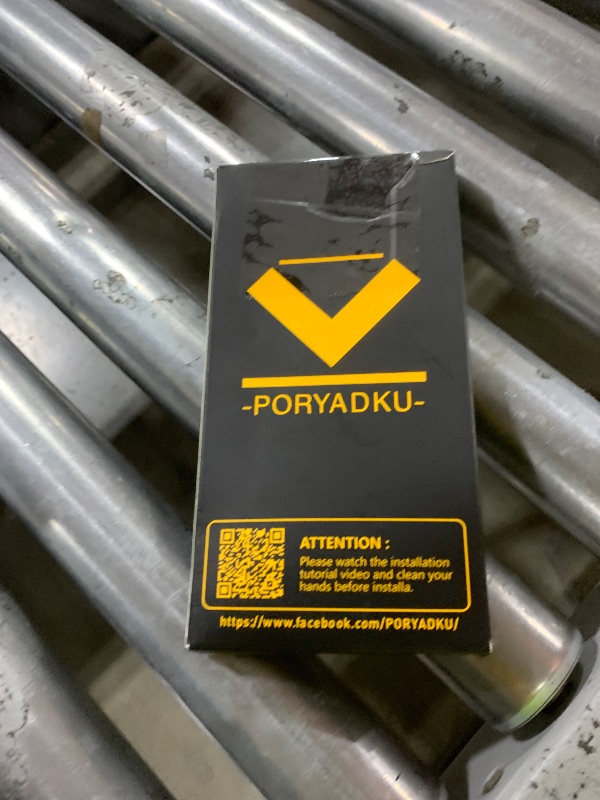 -PORYADKU-
ATTENTION :
Please watch the installation
tutorial video and clean your
hands before installa.
https://www.facebook.com/PORYADKU/